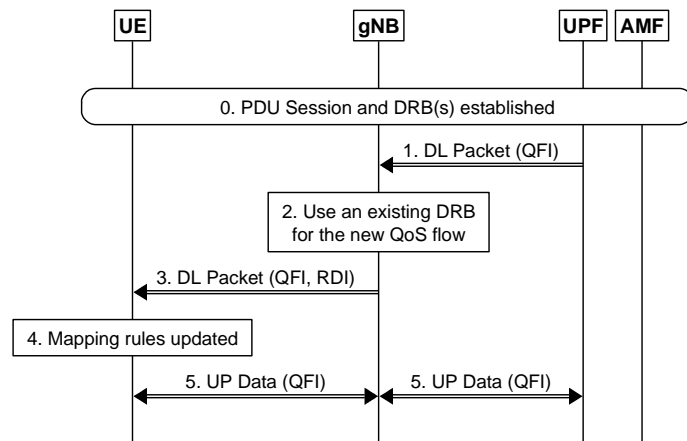 UE
gNB
UPF
AMF
0. PDU Session and DRB(s) established
1. DL Packet (QFI)
2. Use an existing DRB
for the new QoS flow
3. DL Packet (QFI, RDI)
4. Mapping rules updated
5. UP Data (QFI)
5. UP Data (QFI)